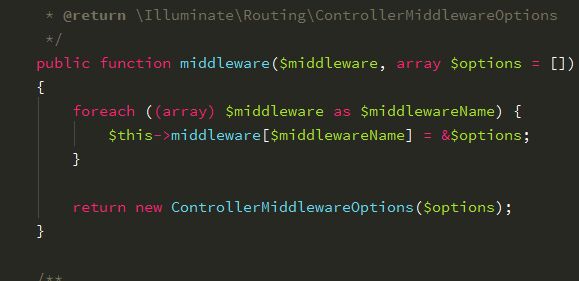 * @return \Illuminate\Routing\ControllerMiddlewareOptions
*/
public function middleware($middleware, array $options = [])
{
foreach ((array) $middleware as $middlewareName) {
$this->middleware[$middlewareName] = &$options;
}
return new ControllerMiddlewareOptions($options);
}
/**